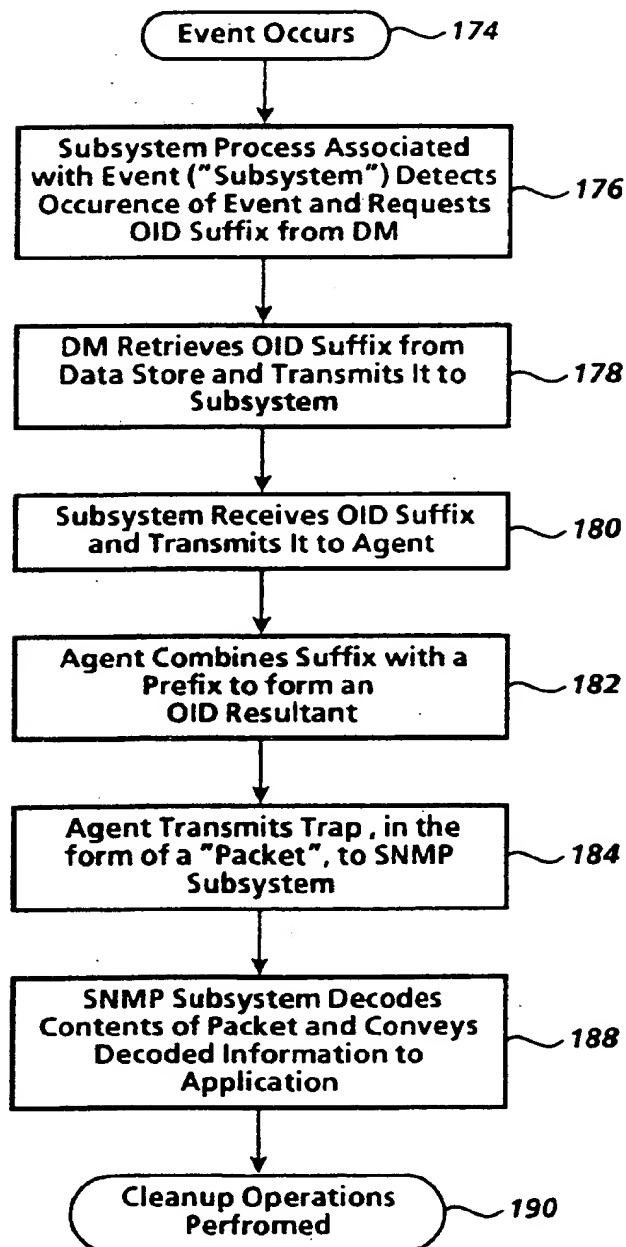 Event Occurs
174
Subsystem Process Associated
with Event ("Subsystem") Detects
Occurence of Event and Requests
OID Suffix from DM
176
DM Retrieves OID Suffix from
Data Store and Transmits It to
Subsystem
178
Subsystem Receives OID Suffix
and Transmits It to Agent
180
Agent Combines Suffix with a
Prefix to form an
OID Resultant
182
Agent Transmits Trap, in the
form of a "Packet", to SNMP
Subsystem
184
SNMP Subsystem Decodes
Contents of Packet and Conveys
Decoded Information to
Application
188
Cleanup Operations
Perfromed
190